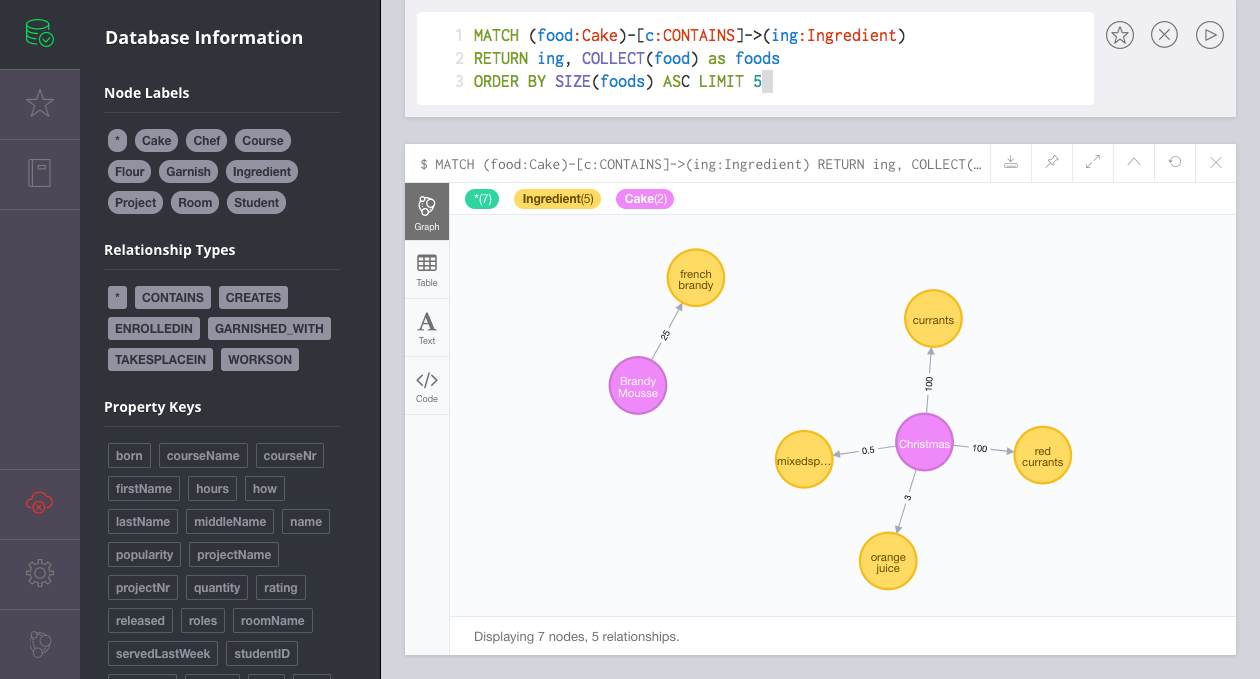 Database Information
Node Labels
* Cake Chef Course
Flour Garnish Ingredient
Project Room Student
Relationship Types
* CONTAINS CREATES
ENROLLEDIN GARNISHED_WITH
TAKESPLACEIN WORKSON
Property Keys
born courseName courseNr
firstName hours how
lastName middleName name
popularity projectName
projectNr quantity rating
released roles roomName
servedLastWeek studentID
1 MATCH (food:Cake)-[c:CONTAINS]->(ing:Ingredient)
2 RETURN ing, COLLECT(food) as foods
3 ORDER BY SIZE(foods) ASC LIMIT 5
$ MATCH (food:Cake)-[c:CONTAINS]->(ing:Ingredient) RETURN ing, COLLECT(…
Graph
Table
Text
Code
*(7) Ingredient(5) Cake(2)
french
brandy
25
Brandy
Mousse
currants
100
Christmas
0.5
mixedsp…
100
red
currants
3
orange
juice
Displaying 7 nodes, 5 relationships.